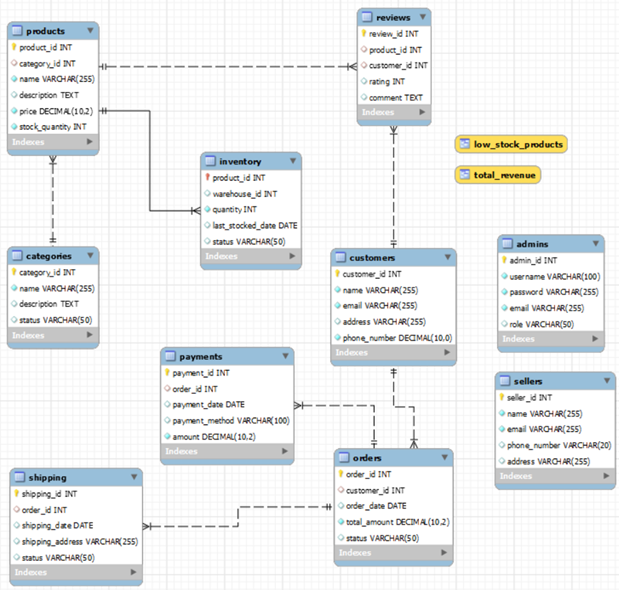 products
product_id INT
category_id INT
name VARCHAR(255)
description TEXT
price DECIMAL(10,2)
stock_quantity INT
Indexes
reviews
review_id INT
product_id INT
customer_id INT
rating INT
comment TEXT
Indexes
low_stock_products
total_revenue
inventory
product_id INT
warehouse_id INT
quantity INT
last_stocked_date DATE
status VARCHAR(50)
Indexes
categories
category_id INT
name VARCHAR(255)
description TEXT
status VARCHAR(50)
Indexes
customers
customer_id INT
name VARCHAR(255)
email VARCHAR(255)
address VARCHAR(255)
phone_number DECIMAL(10,0)
Indexes
admins
admin_id INT
username VARCHAR(100)
password VARCHAR(255)
email VARCHAR(255)
role VARCHAR(50)
Indexes
payments
payment_id INT
order_id INT
payment_date DATE
payment_method VARCHAR(100)
amount DECIMAL(10,2)
Indexes
sellers
seller_id INT
name VARCHAR(255)
email VARCHAR(255)
phone_number VARCHAR(20)
address VARCHAR(255)
Indexes
shipping
shipping_id INT
order_id INT
shipping_date DATE
shipping_address VARCHAR(255)
status VARCHAR(50)
Indexes
orders
order_id INT
customer_id INT
order_date DATE
total_amount DECIMAL(10,2)
status VARCHAR(50)
Indexes